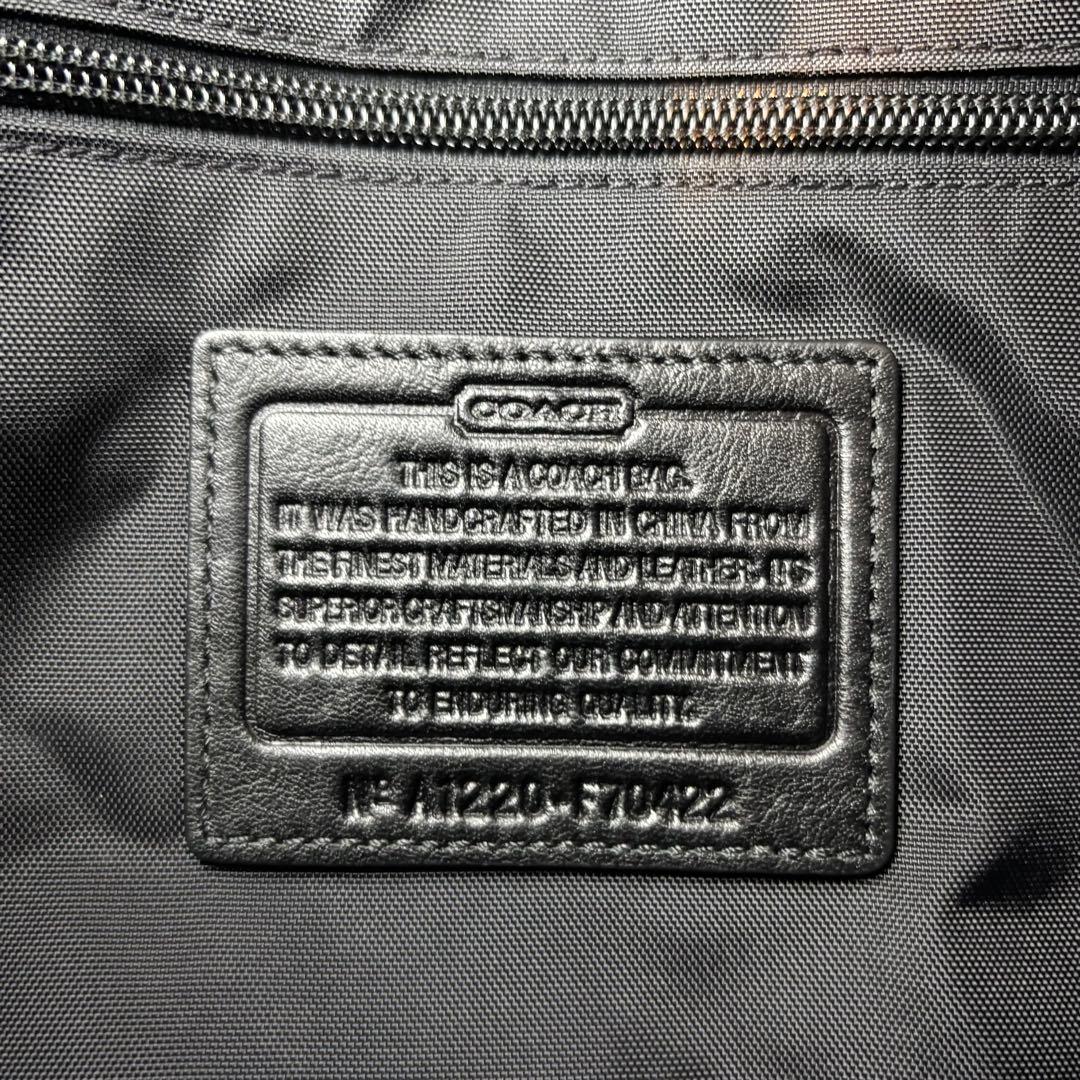 COACH
THIS IS A COACH BAG.
IT WAS HANDCRAFTED IN CHINA FROM
THE FINEST MATERIALS AND LEATHER. ITS
SUPERIOR CRAFTSMANSHIP AND ATTENTION
TO DETAIL REFLECT OUR COMMITMENT
TO ENDURING QUALITY.
Nº A1220-F70422